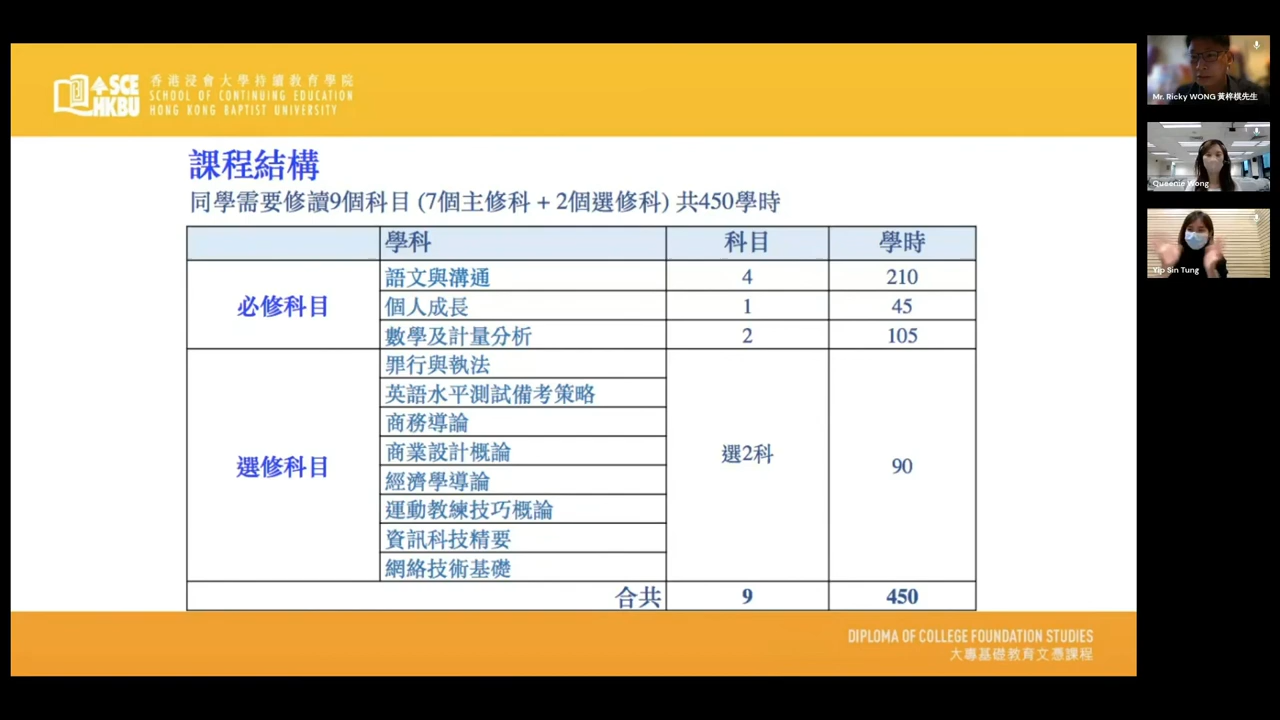 SCE
HKBU
香港浸會大學持續教育學院
SCHOOL OF CONTINUING EDUCATION
HONG KONG BAPTIST UNIVERSITY
課程結構
同學需要修讀9個科目 (7個主修科 + 2個選修科) 共450學時
學科 科目 學時
必修科目
語文與溝通 4 210
個人成長 1 45
數學及計量分析 2 105
選修科目
罪行與執法
英語水平測試備考策略
商務導論
商業設計概論
經濟學導論
運動教練技巧概論
資訊科技精要
網絡技術基礎
選2科
90
合共 9 450
DIPLOMA OF COLLEGE FOUNDATION STUDIES
大專基礎教育文憑課程
Mr. Ricky WONG 黃梓棋先生
Queenie Wong
Yip Sin Tung